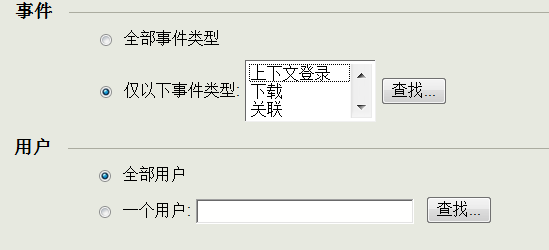 事件
全部事件类型
仅以下事件类型:
上下文登录
下载
关联
查找...
用户
全部用户
一个用户:
查找...